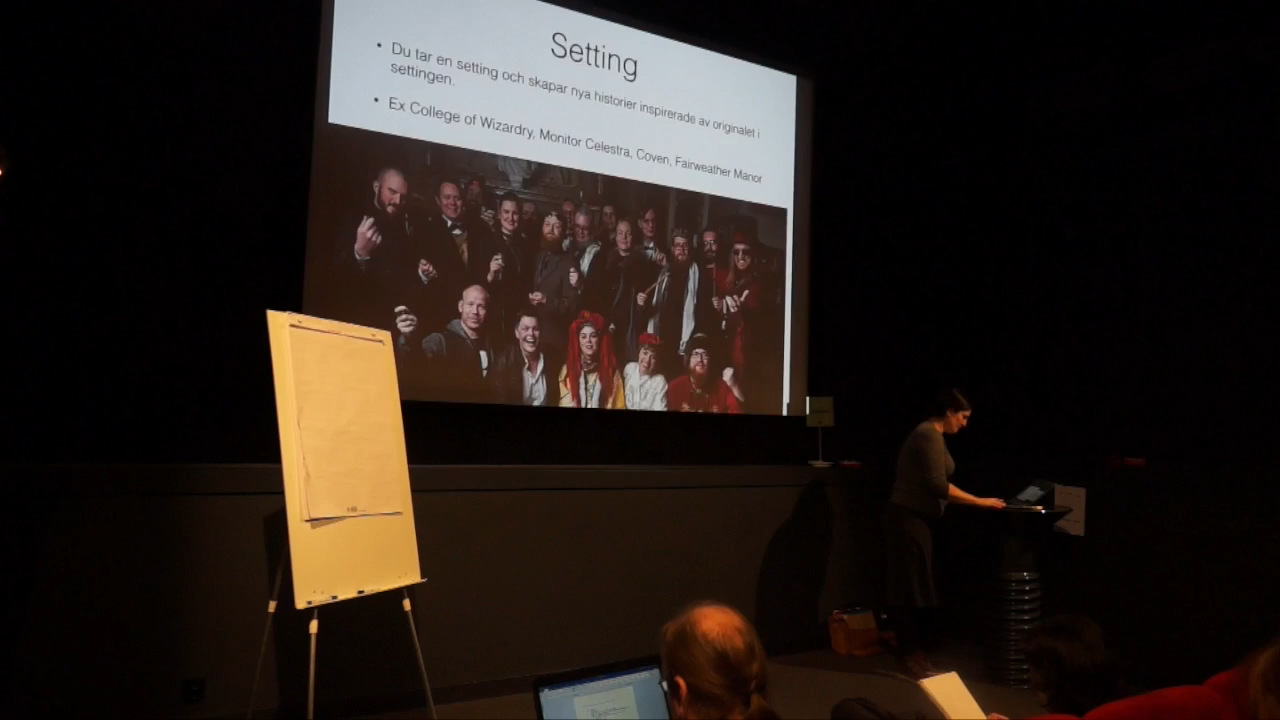 Setting
• Du tar en setting och skapar nya historier inspirerade av originalet i
settingen.
• Ex College of Wizardry, Monitor Celestra, Coven, Fairweather Manor